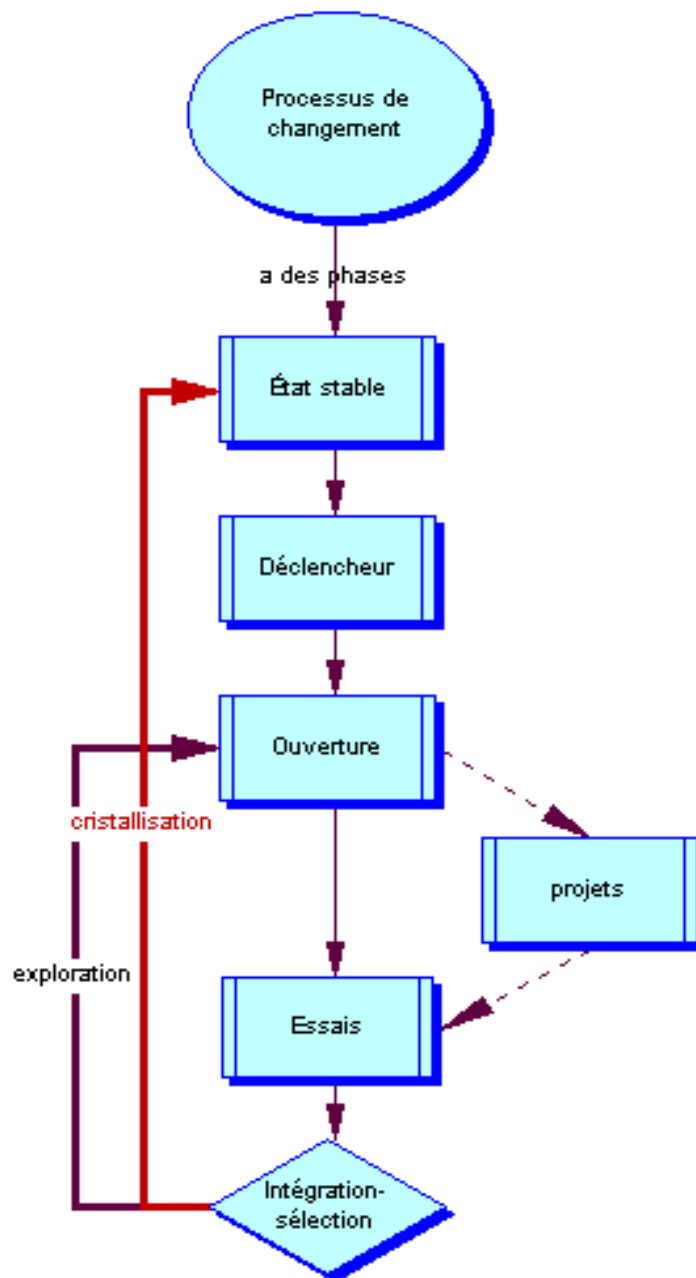 Processus de
changement
a des phases
État stable
Déclencheur
Ouverture
cristallisation
projets
exploration
Essais
Intégration-
sélection